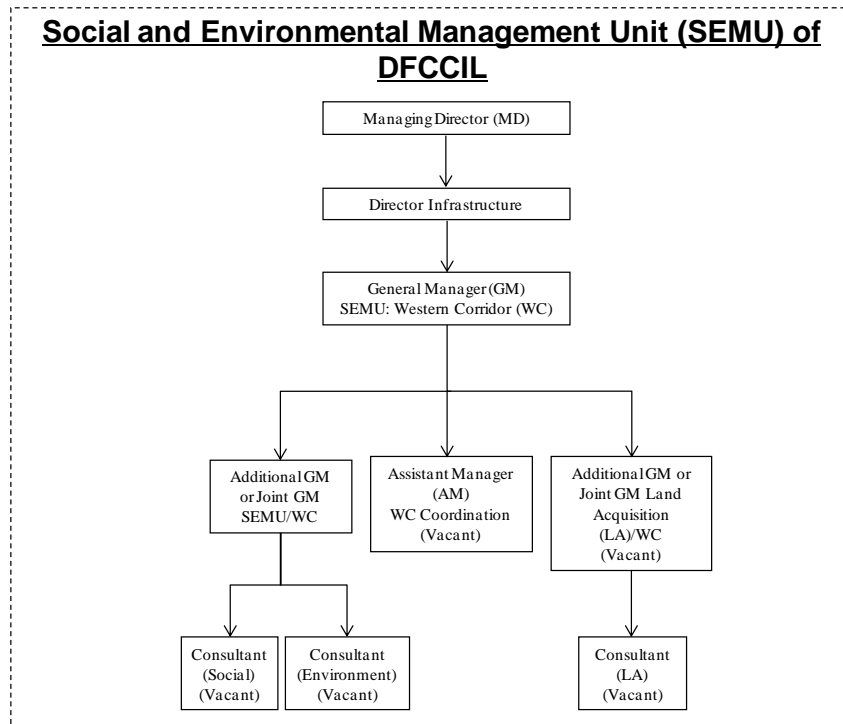 Social and Environmental Management Unit (SEMU) of
DFCCIL
Managing Director (MD)
Director Infrastructure
General Manager (GM)
SEMU: Western Corridor (WC)
Additional GM
or Joint GM
SEMU/WC
Assistant Manager
(AM)
WC Coordination
(Vacant)
Additional GM or
Joint GM Land
Acquisition
(LA)/WC
(Vacant)
Consultant
(Social)
(Vacant)
Consultant
(Environment)
(Vacant)
Consultant
(LA)
(Vacant)